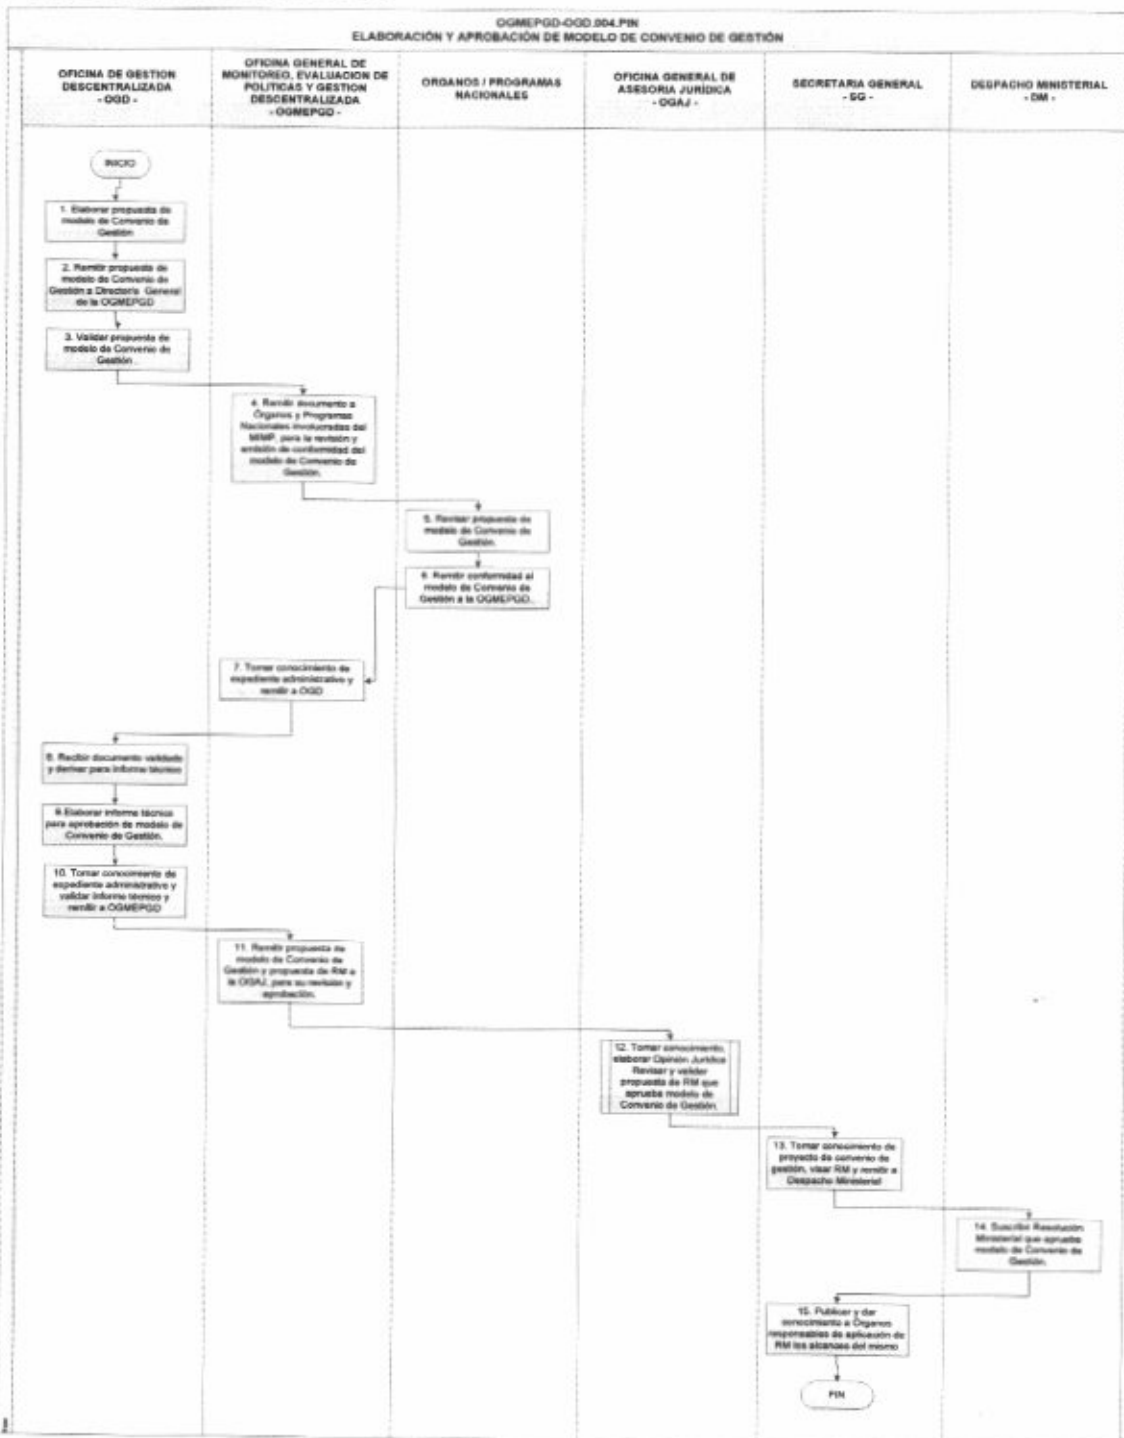 OGMEPGD-OGD.004.PIN
ELABORACIÓN Y APROBACIÓN DE MODELO DE CONVENIO DE GESTIÓN
OFICINA DE GESTION
DESCENTRALIZADA
- OGD -
OFICINA GENERAL DE
MONITOREO, EVALUACION DE
POLITICAS Y GESTION
DESCENTRALIZADA
- OGMEPGD -
ORGANOS / PROGRAMAS
NACIONALES
OFICINA GENERAL DE
ASESORIA JURÍDICA
- OGAJ -
SECRETARIA GENERAL
- SG -
DESPACHO MINISTERIAL
- DM -
INICIO
1. Elaborar propuesta de
modelo de Convenio de
Gestión
2. Remitir propuesta de
modelo de Convenio de
Gestión a Director/a General
de la OGMEPGD
3. Validar propuesta de
modelo de Convenio de
Gestión .
4. Remitir documento a
Órganos y Programas
Nacionales involucradas del
MIMP, para la revisión y
emisión de conformidad del
modelo de Convenio de
Gestión.
5. Revisar propuesta de
modelo de Convenio de
Gestión.
6. Remitir conformidad al
modelo de Convenio de
Gestión a la OGMEPGD..
7. Tomar conocimiento de
expediente administrativo y
remitir a OGD
8. Recibir documento validado
y derivar para informe técnico
9.Elaborar informe técnico
para aprobación de modelo de
Convenio de Gestión.
10. Tomar conocimiento de
expediente administrativo y
validar informe técnico y
remitir a OGMEPGD
11. Remitir propuesta de
modelo de Convenio de
Gestión y propuesta de RM a
la OGAJ, para su revisión y
aprobación.
12. Tomar conocimiento,
elaborar Opinión Jurídica
Revisar y validar
propuesta de RM que
aprueba modelo de
Convenio de Gestión.
13. Tomar conocimiento de
proyecto de convenio de
gestión, visar RM y remitir a
Despacho Ministerial
14. Suscribir Resolución
Ministerial que aprueba
modelo de Convenio de
Gestión.
15. Publicar y dar
conocimiento a Órganos
responsables de aplicación de
RM los alcances del mismo
FIN